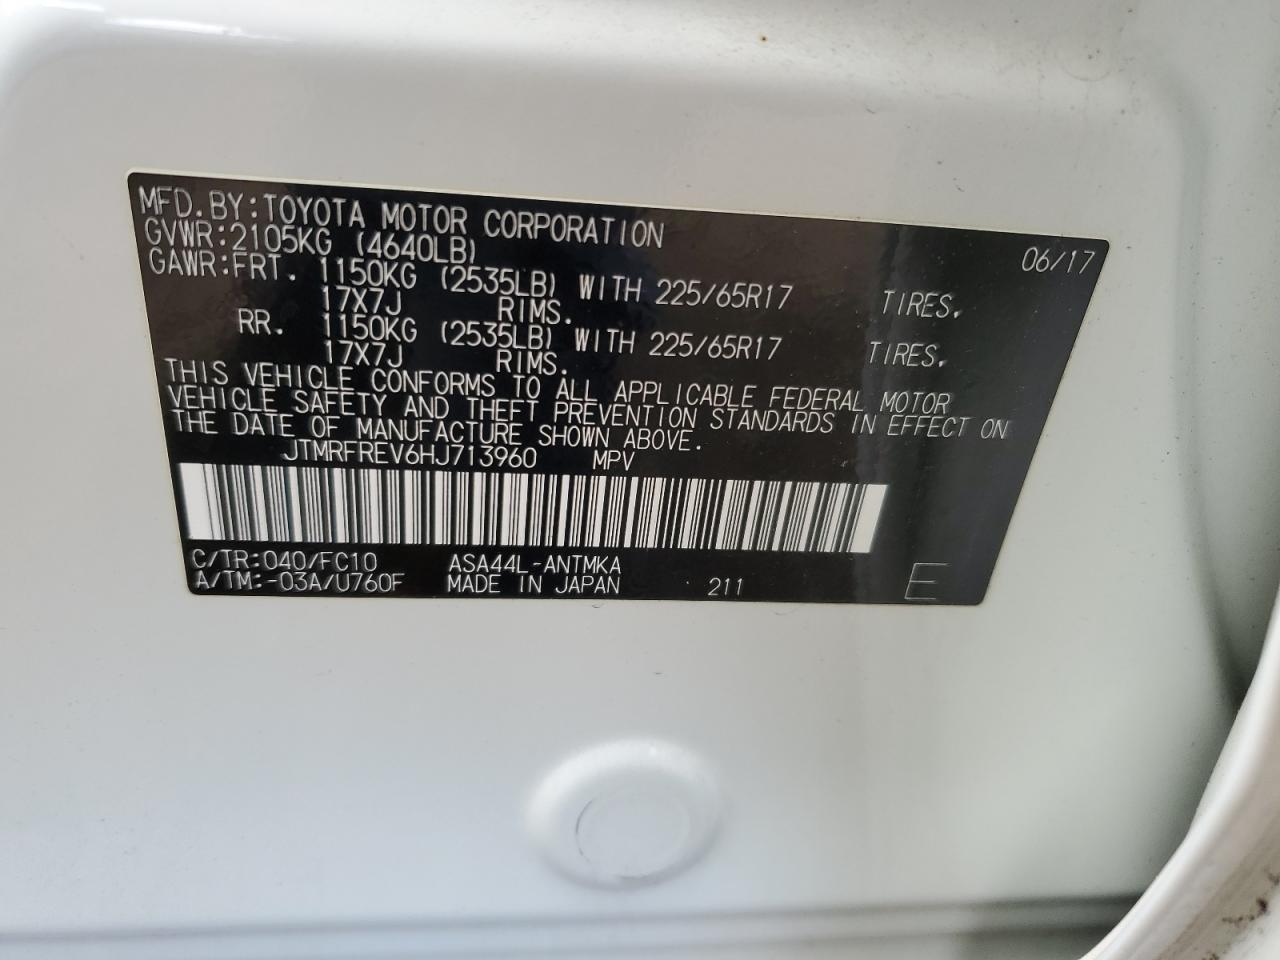 MFD.BY:TOYOTA MOTOR CORPORATION 06/17
GVWR:2105KG (4640LB)
GAWR:FRT. 1150KG (2535LB) WITH 225/65R17 TIRES.
17X7J RIMS.
RR. 1150KG (2535LB) WITH 225/65R17 TIRES.
17X7J RIMS.
THIS VEHICLE CONFORMS TO ALL APPLICABLE FEDERAL MOTOR
VEHICLE SAFETY AND THEFT PREVENTION STANDARDS IN EFFECT ON
THE DATE OF MANUFACTURE SHOWN ABOVE.
JTMRFREV6HJ713960 MPV
C/TR:040/FC10 ASA44L-ANTMKA
A/TM:-03A/U760F MADE IN JAPAN 211 E